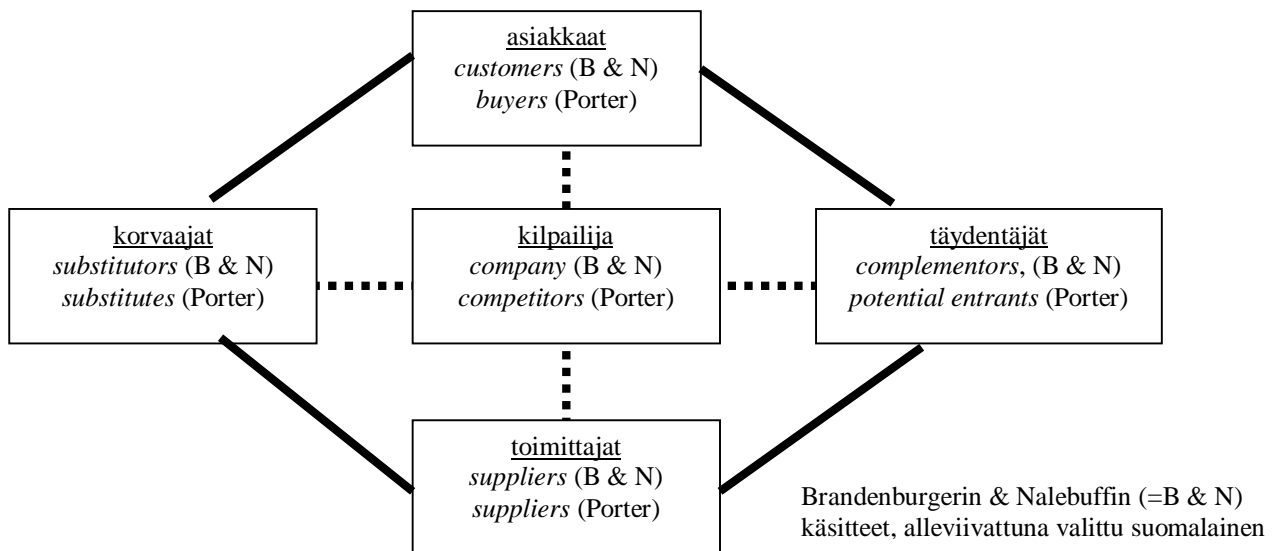 asiakkaat
customers (B & N)
buyers (Porter)
korvaajat
substitutors (B & N)
substitutes (Porter)
kilpailija
company (B & N)
competitors (Porter)
täydentäjät
complementors, (B & N)
potential entrants (Porter)
toimittajat
suppliers (B & N)
suppliers (Porter)
Brandenburgerin & Nalebuffin (=B & N)
käsitteet, alleviivattuna valittu suomalainen